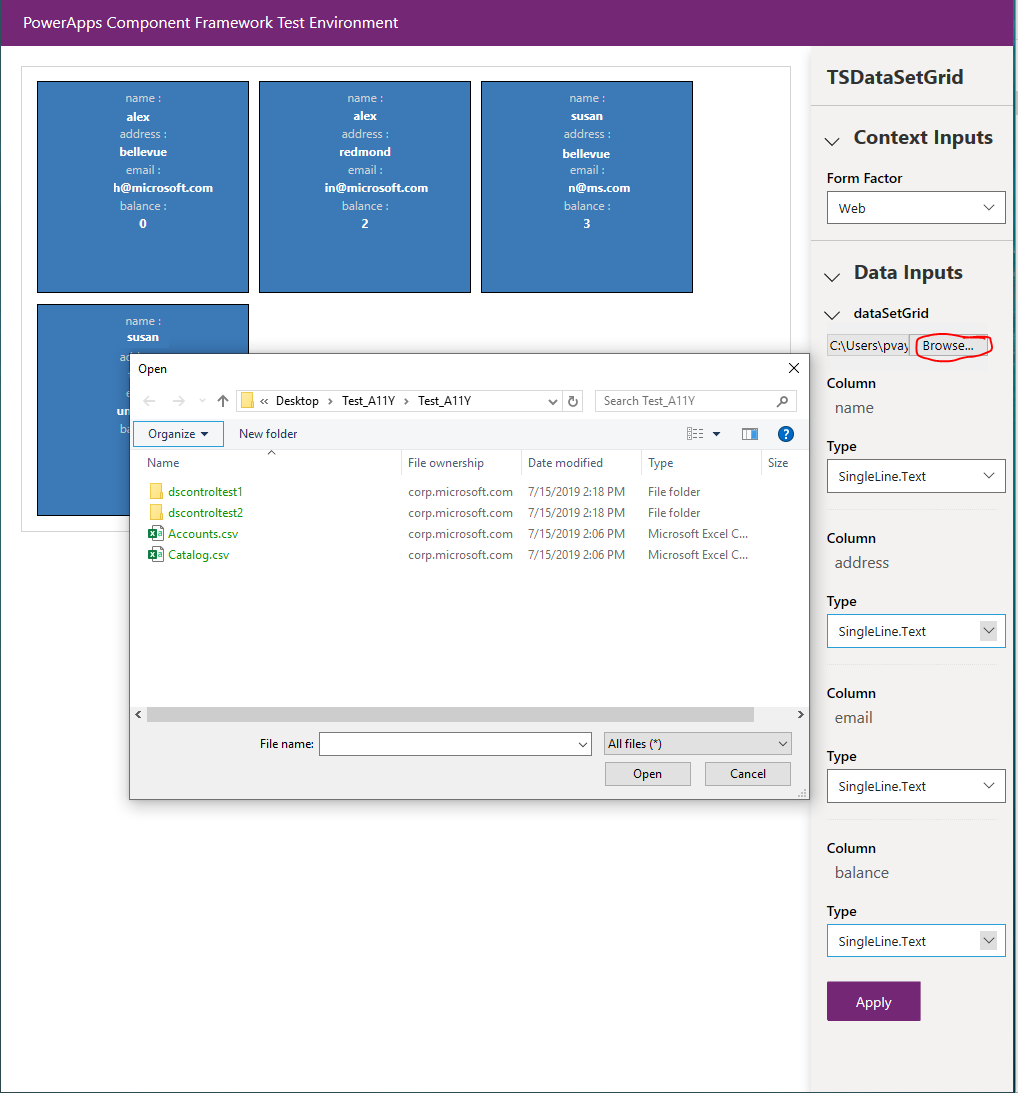 PowerApps Component Framework Test Environment
name :
alex
address :
bellevue
email :
h@microsoft.com
balance :
0
name :
alex
address :
redmond
email :
in@microsoft.com
balance :
2
name :
susan
address :
bellevue
email :
n@ms.com
balance :
3
name :
susan
Open
« Desktop › Test_A11Y › Test_A11Y
Search Test_A11Y
Organize
New folder
Name File ownership Date modified Type Size
dscontroltest1 corp.microsoft.com 7/15/2019 2:18 PM File folder
dscontroltest2 corp.microsoft.com 7/15/2019 2:18 PM File folder
Accounts.csv corp.microsoft.com 7/15/2019 2:06 PM Microsoft Excel C...
Catalog.csv corp.microsoft.com 7/15/2019 2:06 PM Microsoft Excel C...
File name:
All files (*)
Open
Cancel
TSDataSetGrid
Context Inputs
Form Factor
Web
Data Inputs
dataSetGrid
C:\Users\pvay Browse...
Column
name
Type
SingleLine.Text
Column
address
Type
SingleLine.Text
Column
email
Type
SingleLine.Text
Column
balance
Type
SingleLine.Text
Apply